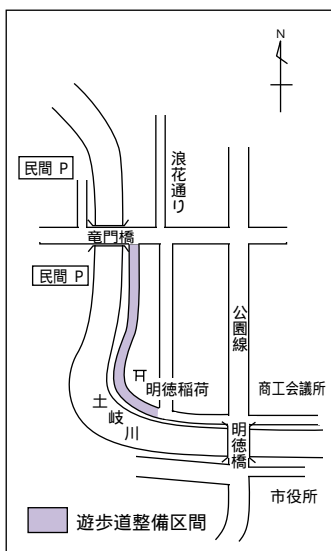 N
民間 P
浪花通り
竜門橋
民間 P
公園線
明徳稲荷
商工会議所
土岐川
明徳橋
市役所
遊歩道整備区間